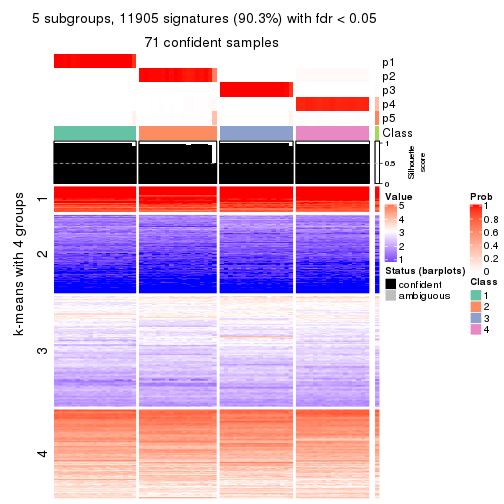 5 subgroups, 11905 signatures (90.3%) with fdr < 0.05
71 confident samples
p1
p2
p3
p4
p5
Class
1
0.5
0
Silhouette
score
k-means with 4 groups
1
2
3
4
Value
5
4
3
2
1
Status (barplots)
confident
ambiguous
Prob
1
0.8
0.6
0.4
0.2
0
Class
1
2
3
4